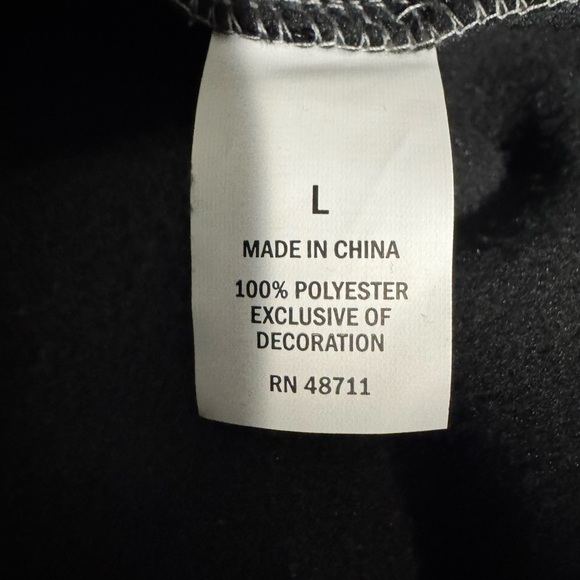 L
MADE IN CHINA
100% POLYESTER
EXCLUSIVE OF
DECORATION
RN 48711